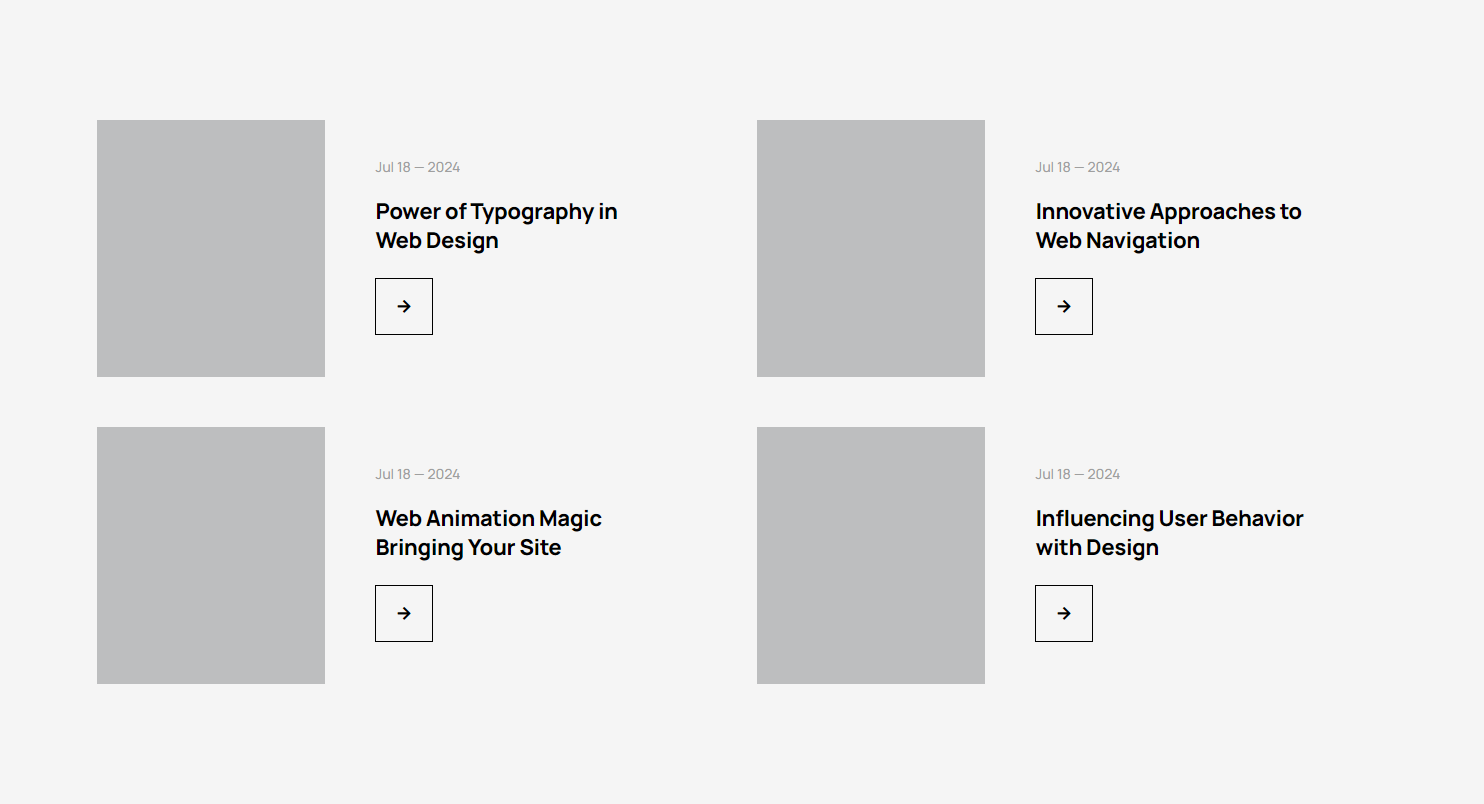 Jul 18 — 2024
Power of Typography in
Web Design
Jul 18 — 2024
Innovative Approaches to
Web Navigation
Jul 18 — 2024
Web Animation Magic
Bringing Your Site
Jul 18 — 2024
Influencing User Behavior
with Design